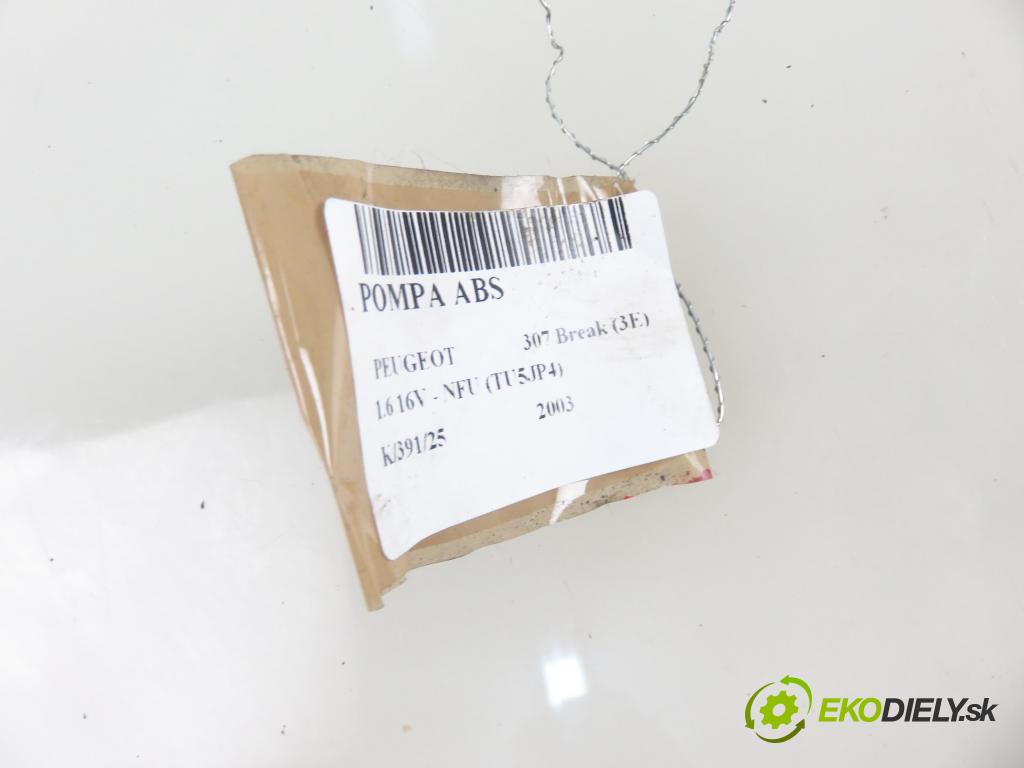 POMPA ABS
PEUGEOT 307 Break (3E)
1.6 16V - NFU (TU5JP4)
K/391/25 2003
EKODIELY.sk